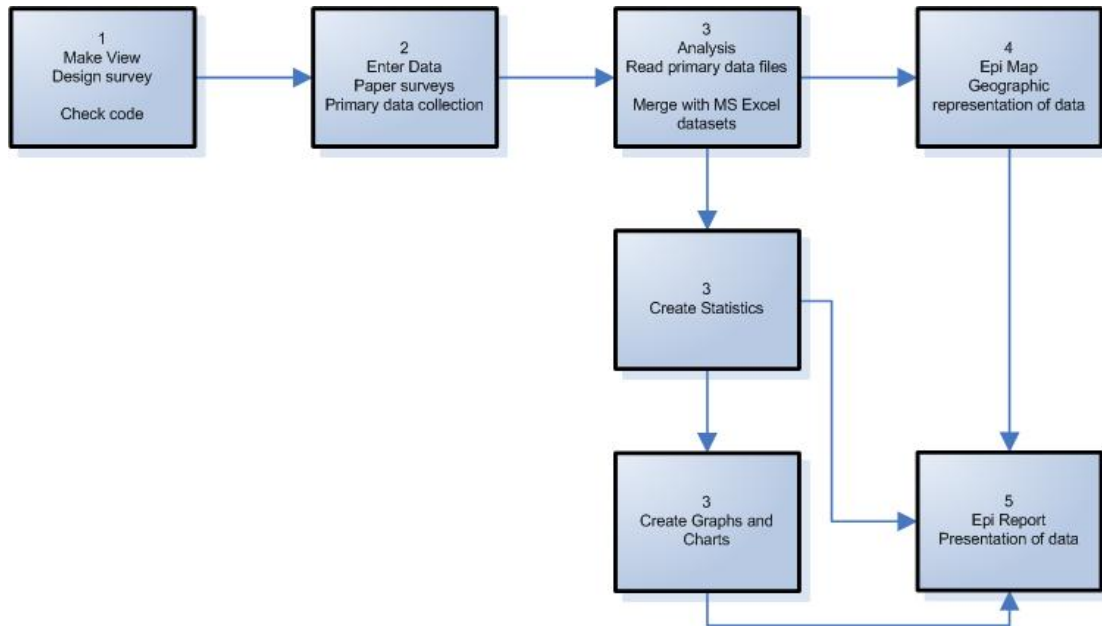 1
Make View
Design survey
Check code
2
Enter Data
Paper surveys
Primary data collection
3
Analysis
Read primary data files
Merge with MS Excel
datasets
4
Epi Map
Geographic
representation of data
3
Create Statistics
3
Create Graphs and
Charts
5
Epi Report
Presentation of data